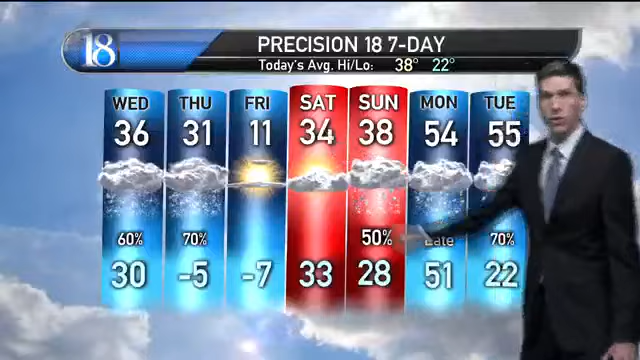 18
PRECISION 18 7-DAY
Today's Avg. Hi/Lo: 38° 22°
WED THU FRI SAT SUN MON TUE
36 31 11 34 38 54 55
60% 70% 50% Late 70%
30 -5 -7 33 28 51 22